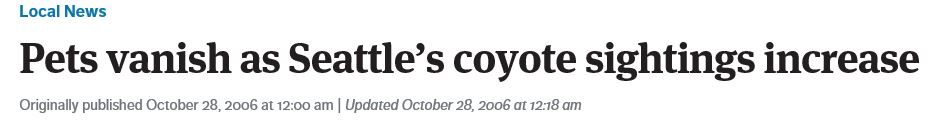 Local News
Pets vanish as Seattle’s coyote sightings increase
Originally published October 28, 2006 at 12:00 am | Updated October 28, 2006 at 12:18 am